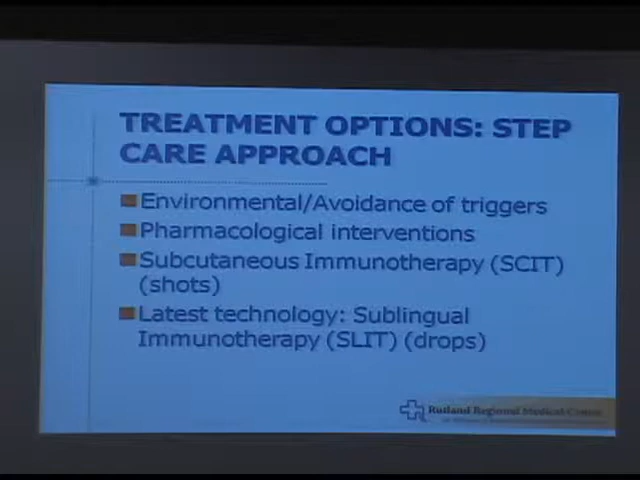 TREATMENT OPTIONS: STEP
CARE APPROACH
Environmental/Avoidance of triggers
Pharmacological interventions
Subcutaneous Immunotherapy (SCIT)
(shots)
Latest technology: Sublingual
Immunotherapy (SLIT) (drops)
Rutland Regional Medical Center